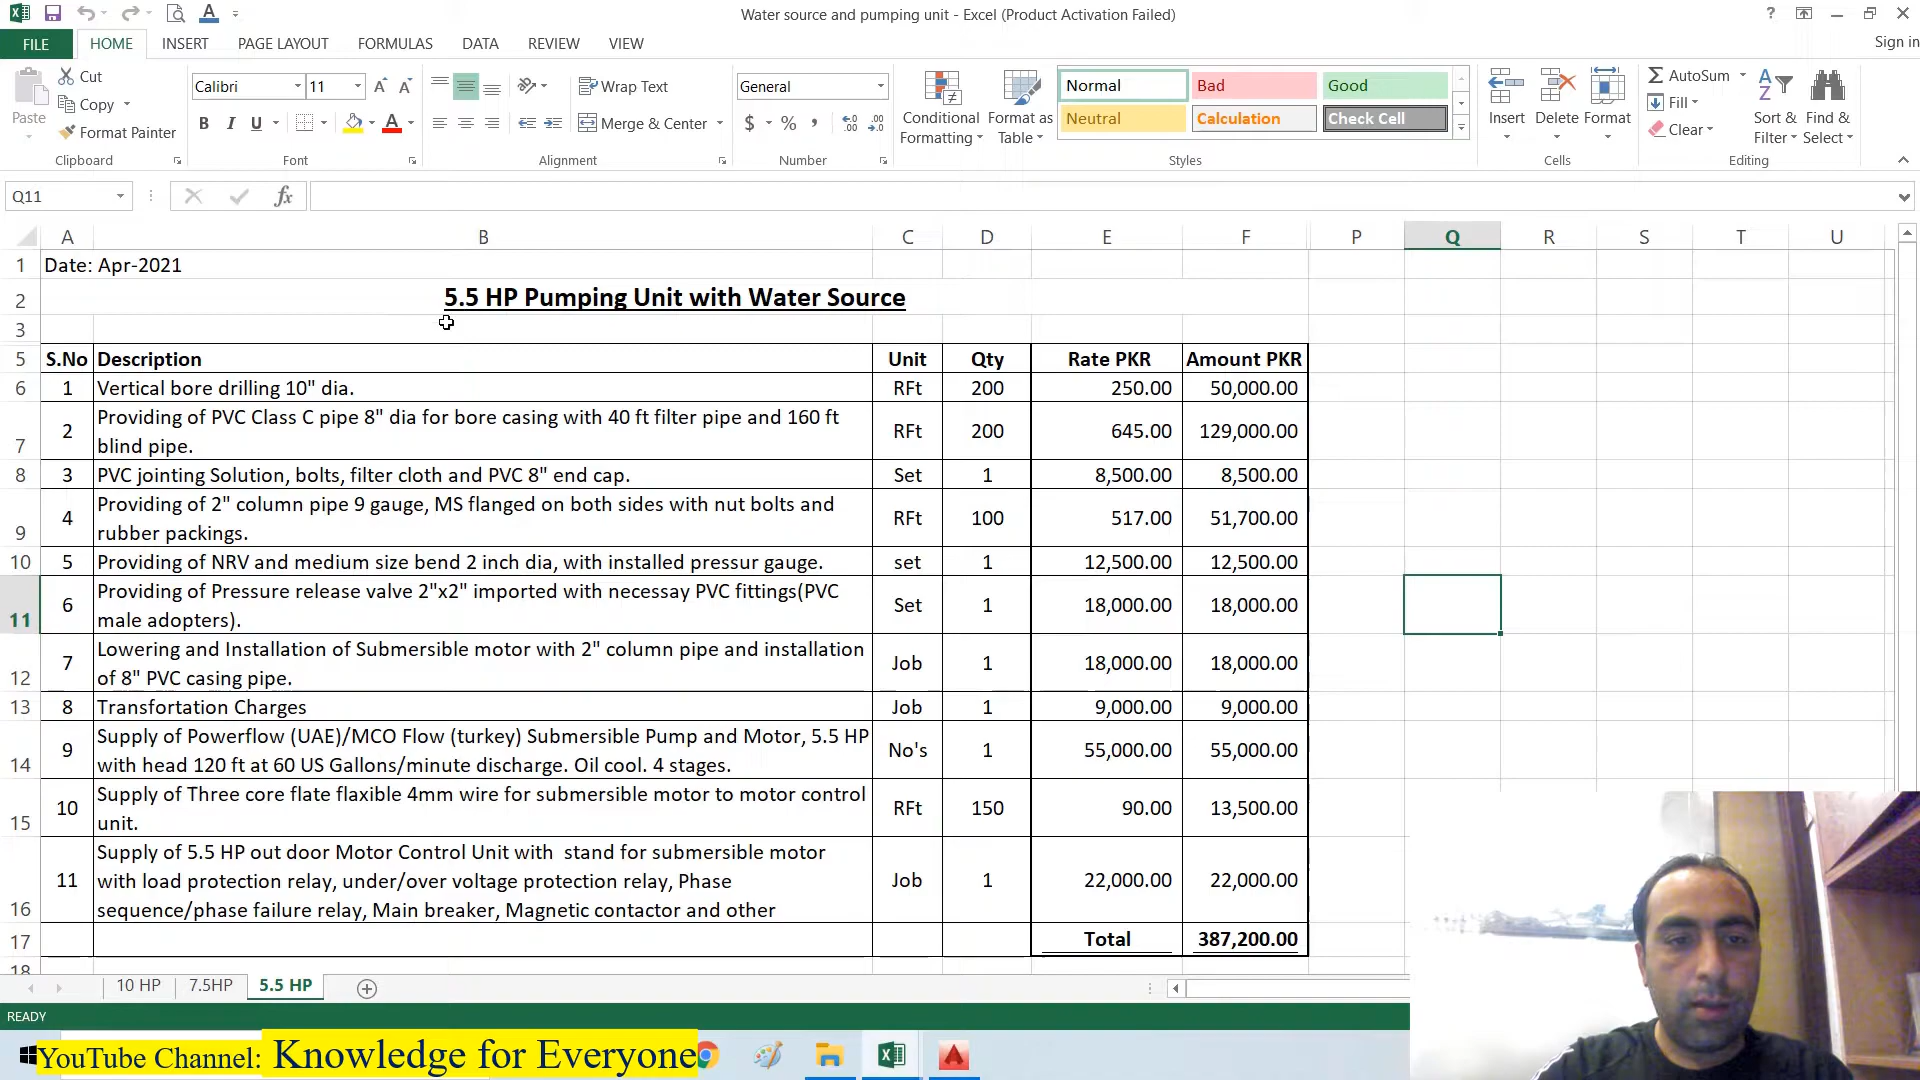 Water source and pumping unit - Excel (Product Activation Failed)
FILE HOME INSERT PAGE LAYOUT FORMULAS DATA REVIEW VIEW Sign in
Paste Cut Copy Format Painter
Clipboard
Calibri 11
B I U A
Font
Wrap Text
Merge & Center
Alignment
General
$ % ,
Number
Conditional Formatting
Format as Table
Normal Bad Good
Neutral Calculation Check Cell
Styles
Insert Delete Format
Cells
AutoSum
Fill
Clear
Sort & Filter
Find & Select
Editing
Q11 fx
A B C D E F P Q R S T U
1 Date: Apr-2021
2 5.5 HP Pumping Unit with Water Source
3
5 S.No Description Unit Qty Rate PKR Amount PKR
6 1 Vertical bore drilling 10" dia. RFt 200 250.00 50,000.00
7 2 Providing of PVC Class C pipe 8" dia for bore casing with 40 ft filter pipe and 160 ft
blind pipe. RFt 200 645.00 129,000.00
8 3 PVC jointing Solution, bolts, filter cloth and PVC 8" end cap. Set 1 8,500.00 8,500.00
9 4 Providing of 2" column pipe 9 gauge, MS flanged on both sides with nut bolts and
rubber packings. RFt 100 517.00 51,700.00
10 5 Providing of NRV and medium size bend 2 inch dia, with installed pressur gauge. set 1 12,500.00 12,500.00
11 6 Providing of Pressure release valve 2"x2" imported with necessay PVC fittings(PVC
male adopters). Set 1 18,000.00 18,000.00
12 7 Lowering and Installation of Submersible motor with 2" column pipe and installation
of 8" PVC casing pipe. Job 1 18,000.00 18,000.00
13 8 Transfortation Charges Job 1 9,000.00 9,000.00
14 9 Supply of Powerflow (UAE)/MCO Flow (turkey) Submersible Pump and Motor, 5.5 HP
with head 120 ft at 60 US Gallons/minute discharge. Oil cool. 4 stages. No's 1 55,000.00 55,000.00
15 10 Supply of Three core flate flaxible 4mm wire for submersible motor to motor control
unit. RFt 150 90.00 13,500.00
16 11 Supply of 5.5 HP out door Motor Control Unit with stand for submersible motor
with load protection relay, under/over voltage protection relay, Phase
sequence/phase failure relay, Main breaker, Magnetic contactor and other Job 1 22,000.00 22,000.00
17 Total 387,200.00
18
10 HP 7.5HP 5.5 HP
READY
YouTube Channel: Knowledge for Everyone